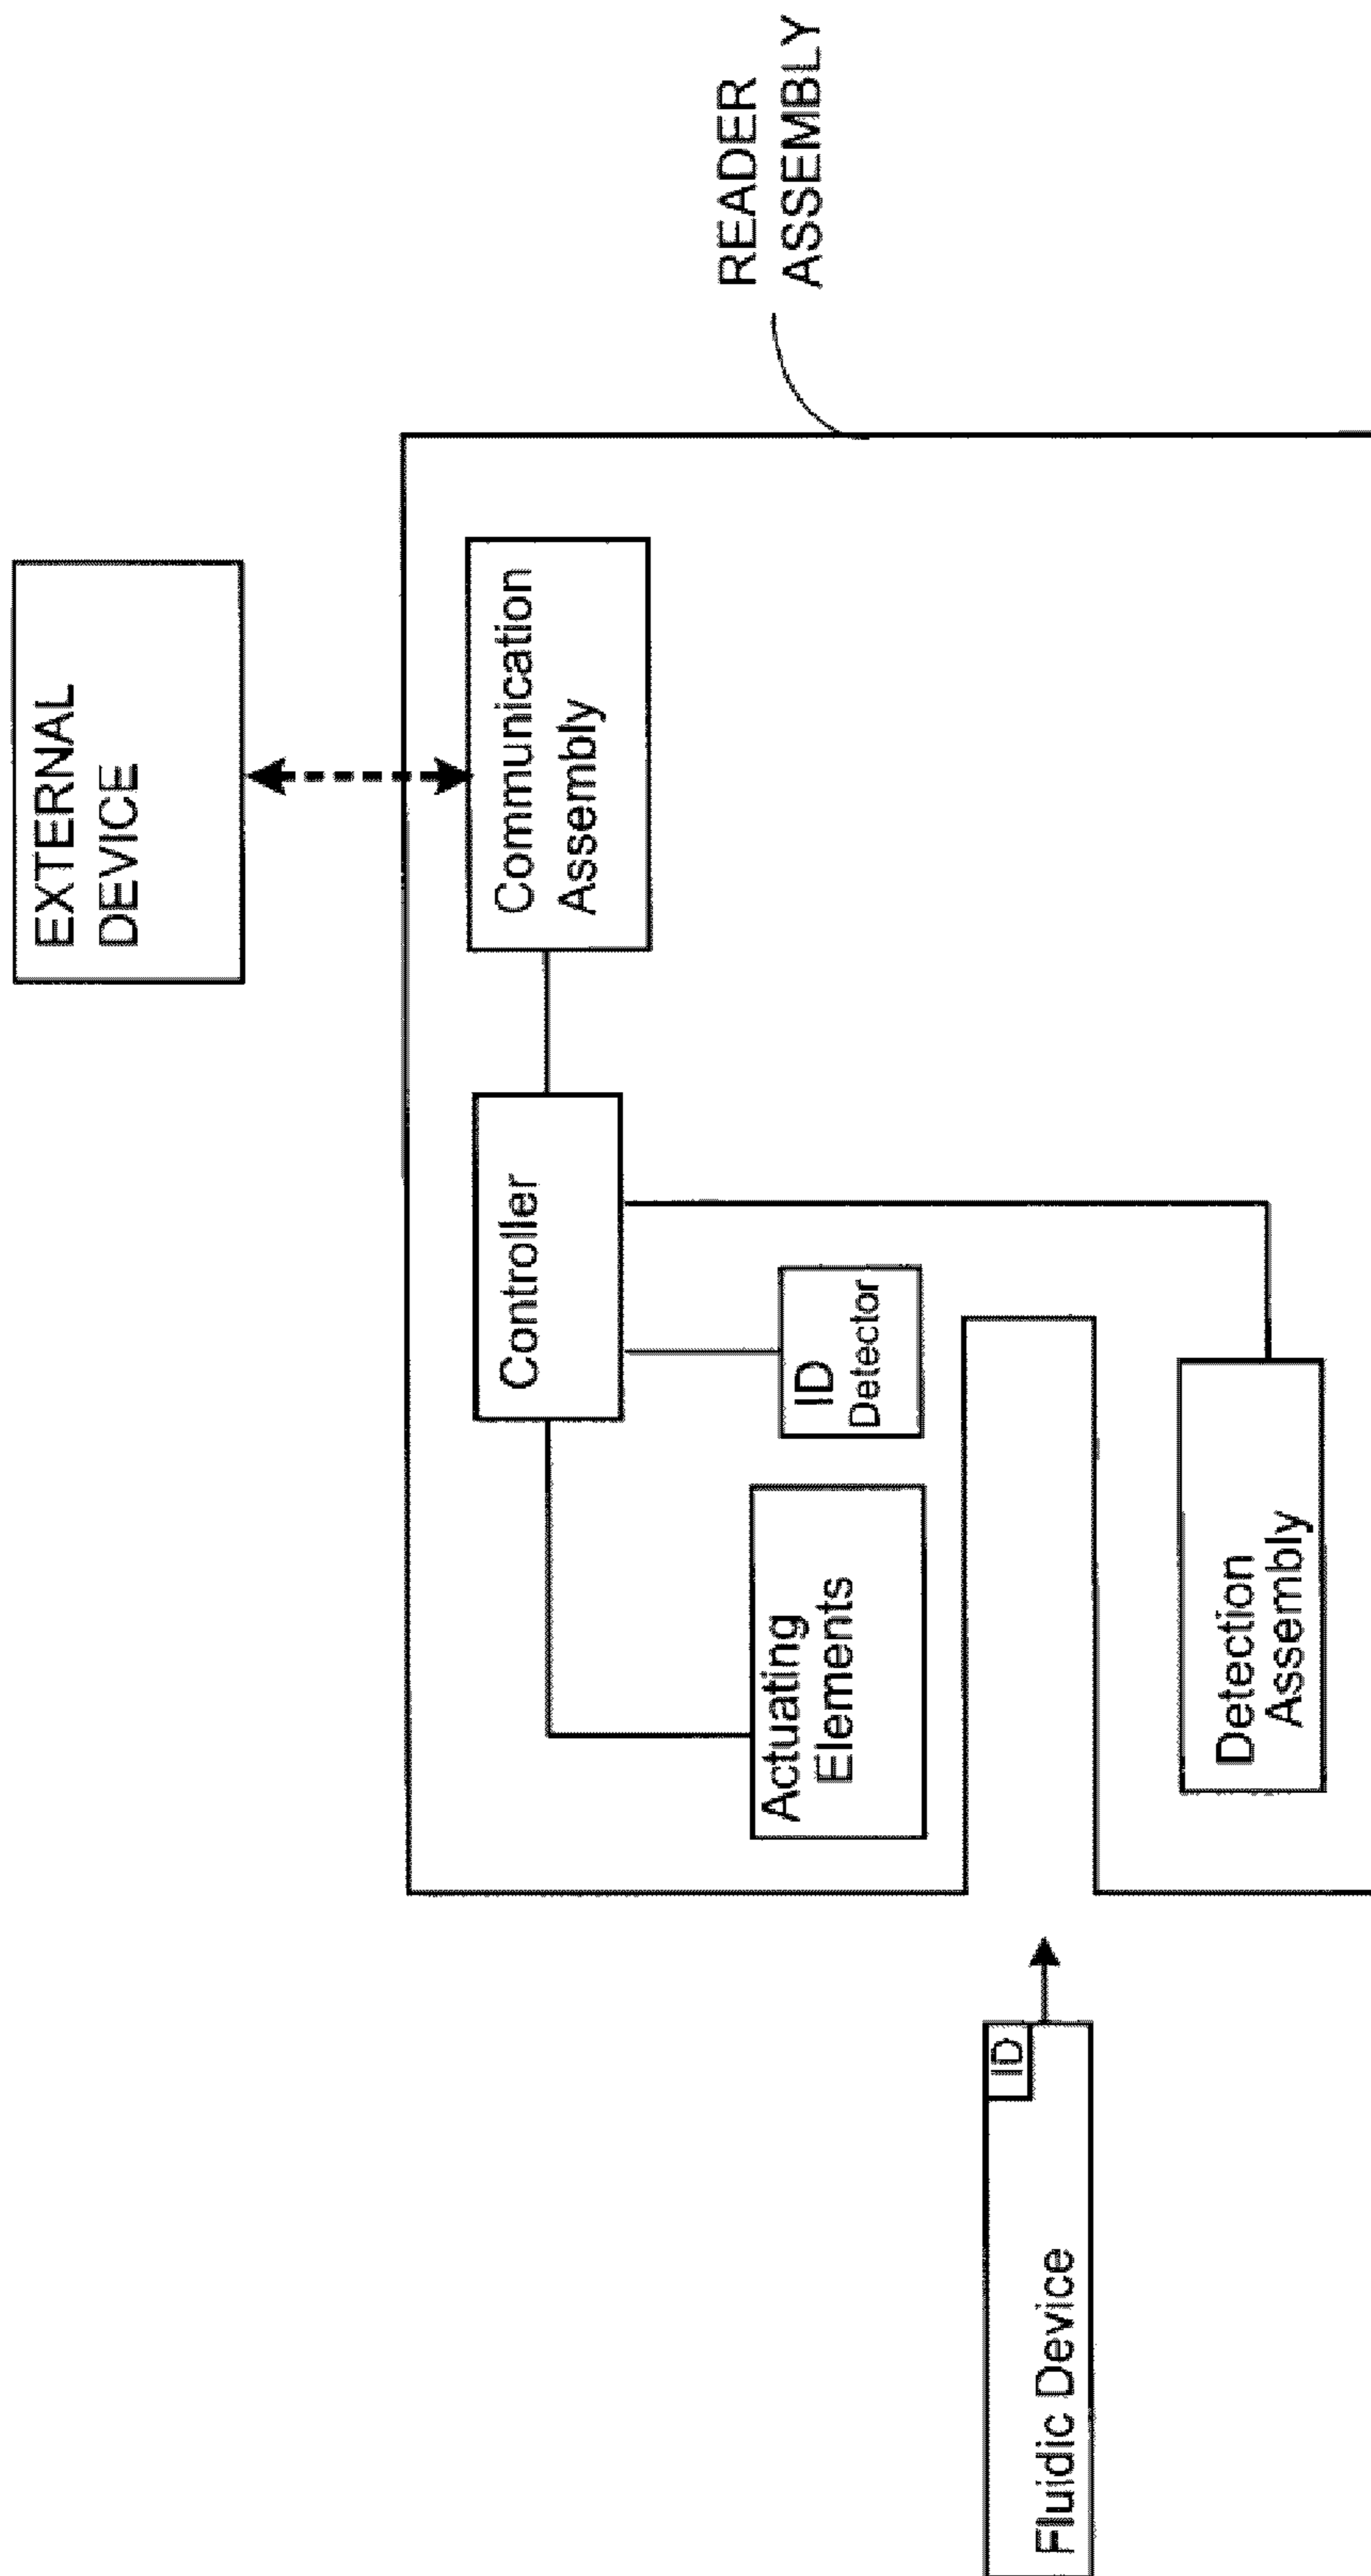 EXTERNAL
DEVICE
READER
ASSEMBLY
Communication
Assembly
Controller
ID
Detector
Actuating
Elements
Detection
Assembly
ID
Fluidic Device